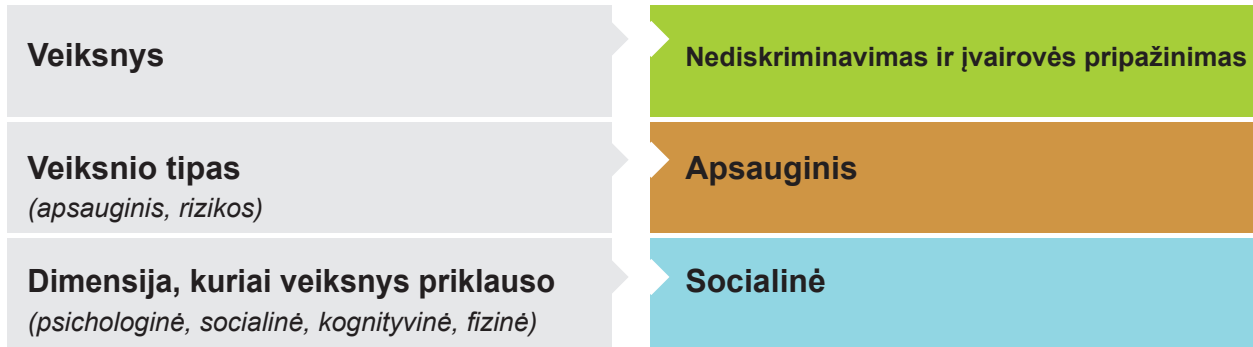 Veiksnys
Nediskriminavimas ir įvairovės pripažinimas
Veiksnio tipas
(apsauginis, rizikos)
Apsauginis
Dimensija, kuriai veiksnys priklauso
(psichologinė, socialinė, kognityvinė, fizinė)
Socialinė